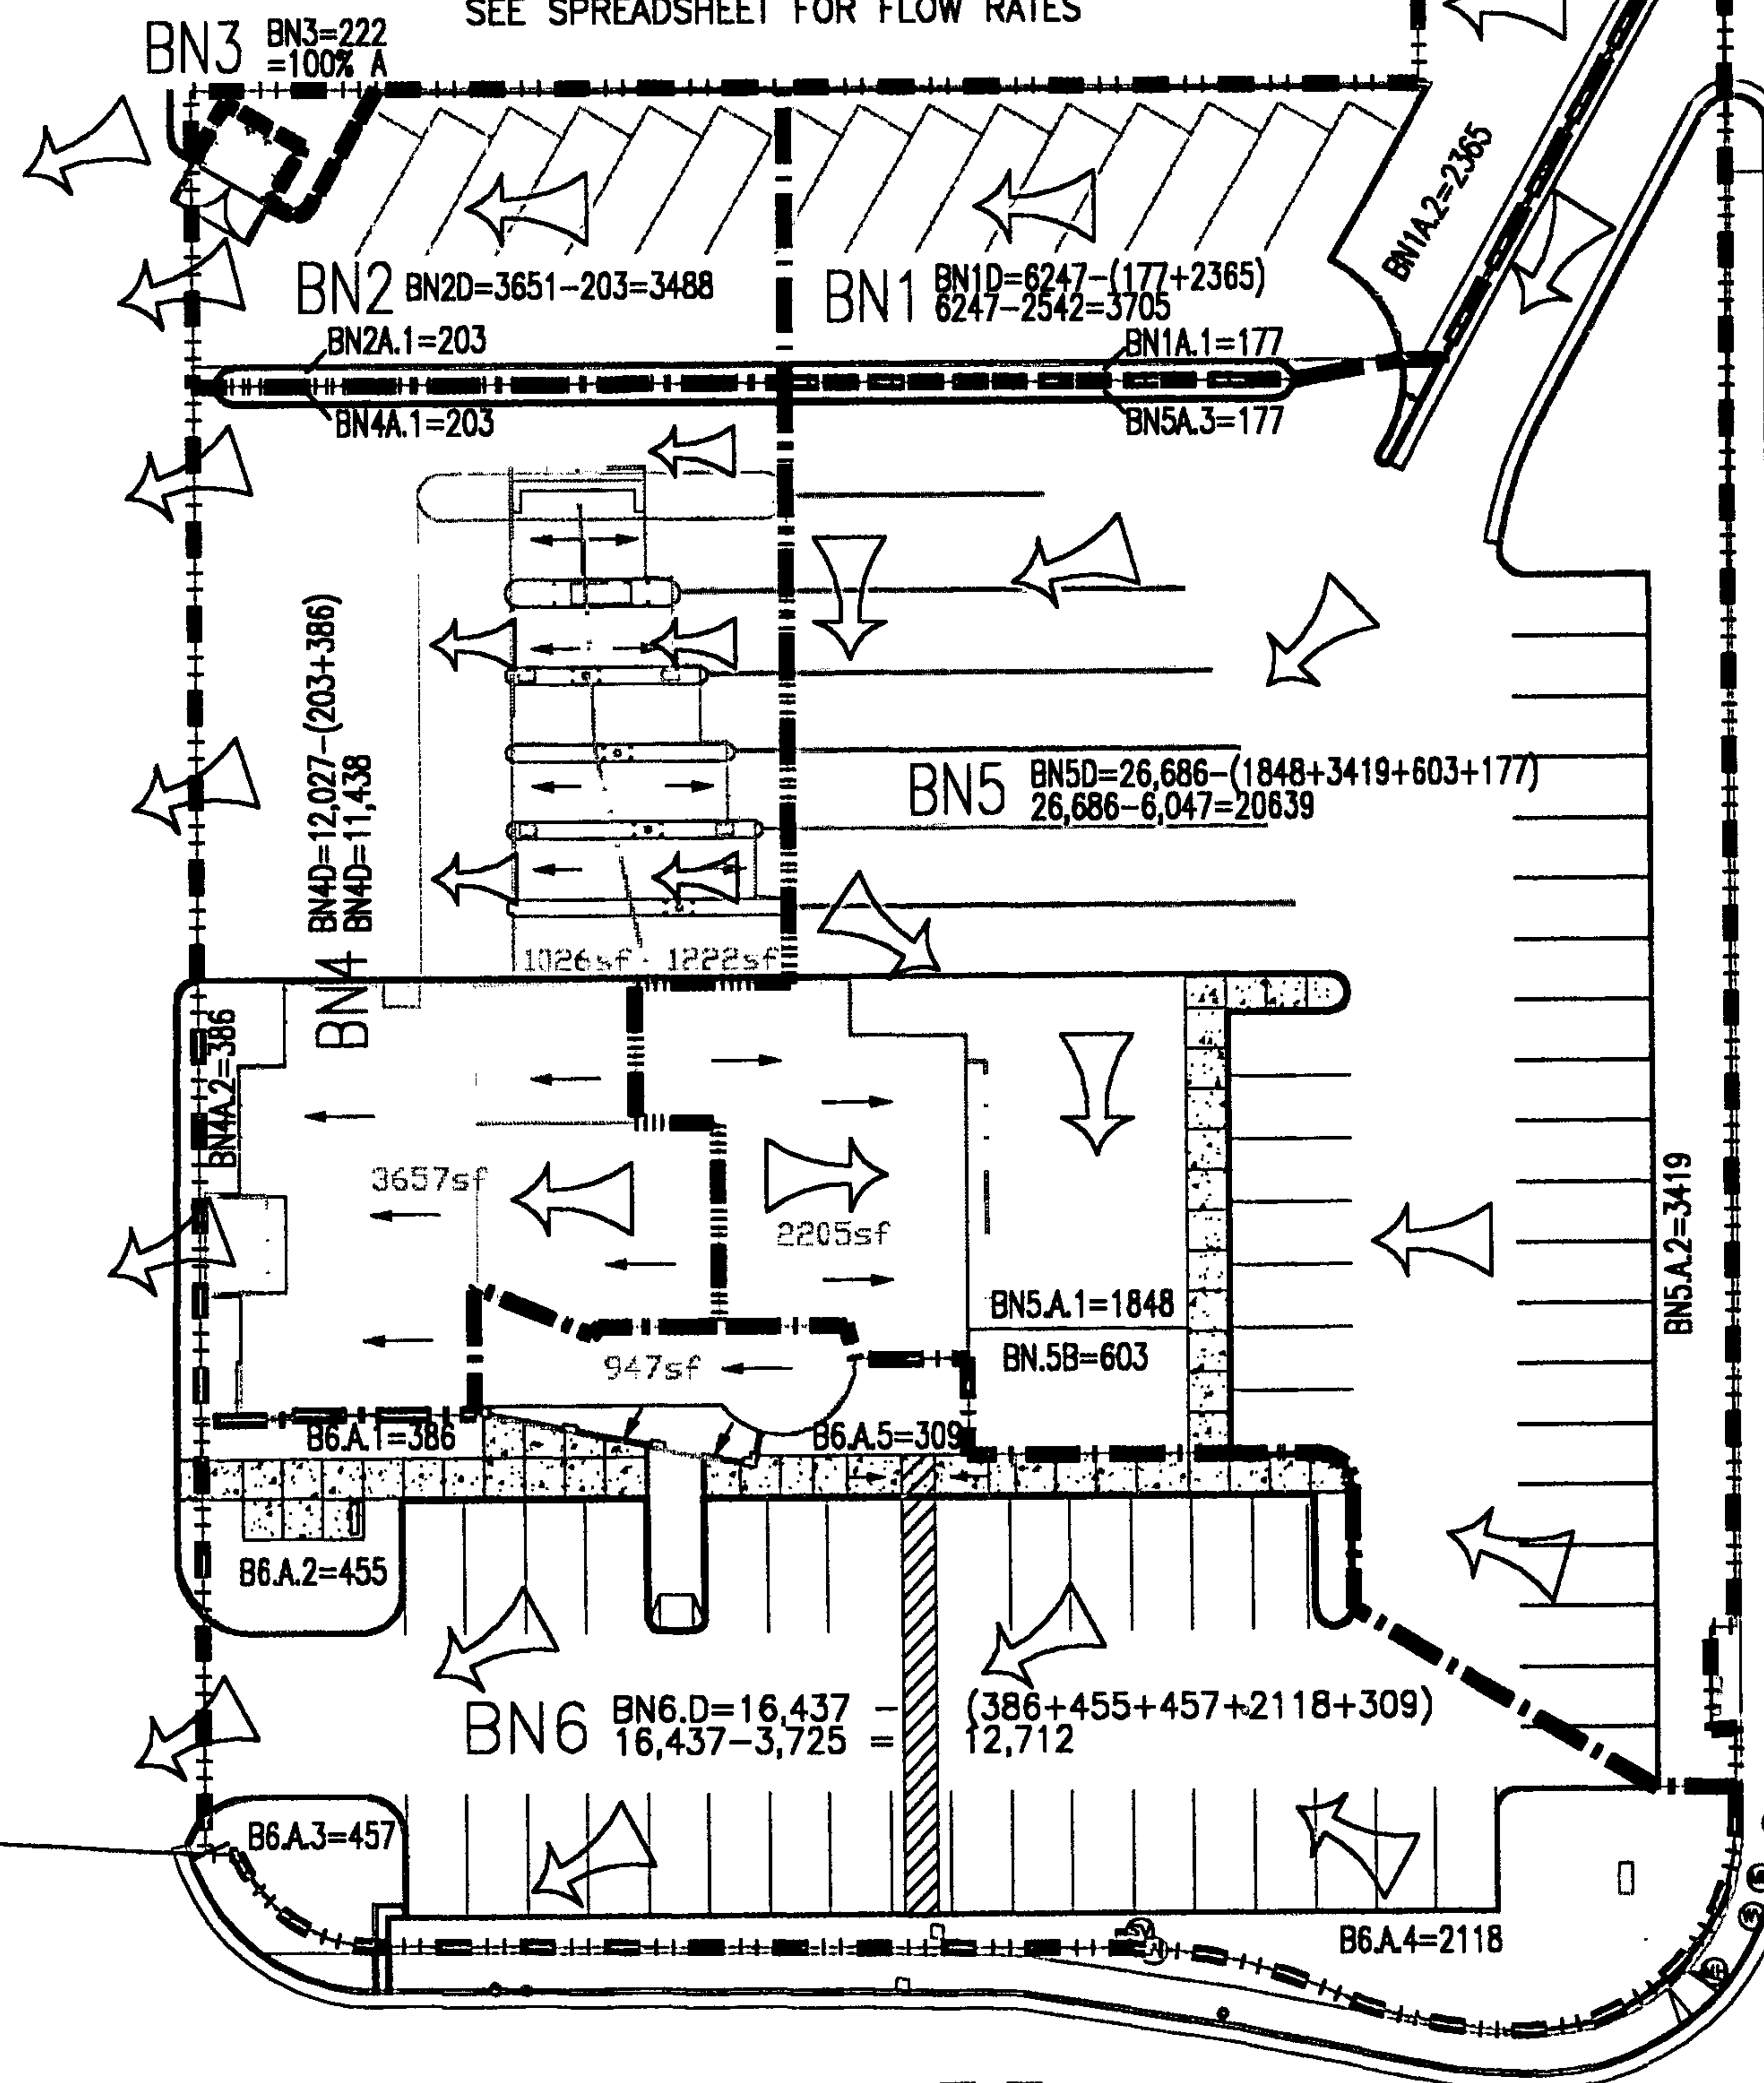 SEE SPREADSHEET FOR FLOW RATES
BN3
BN3=222
=100% A
BN1A.2=2365
BN2
BN2D=3651-203=3488
BN1
BN1D=6247-(177+2365)
6247-2542=3705
BN2A.1=203
BN1A.1=177
BN4A.1=203
BN5A.3=177
BN4
BN4D=12,027-(203+386)
BN4D=11,438
BN5
BN5D=26,686-(1848+3419+603+177)
26,686-6,047=20639
1026sf
1222sf
BN4A.2=386
3657sf
2205sf
BN5.A.2=3419
BN5.A.1=1848
BN.5B=603
947sf
B6.A.1=386
B6.A.5=309
B6.A.2=455
BN6
BN6.D=16,437 - (386+455+457+2118+309)
16,437-3,725 = 12,712
B6.A.3=457
B6.A.4=2118